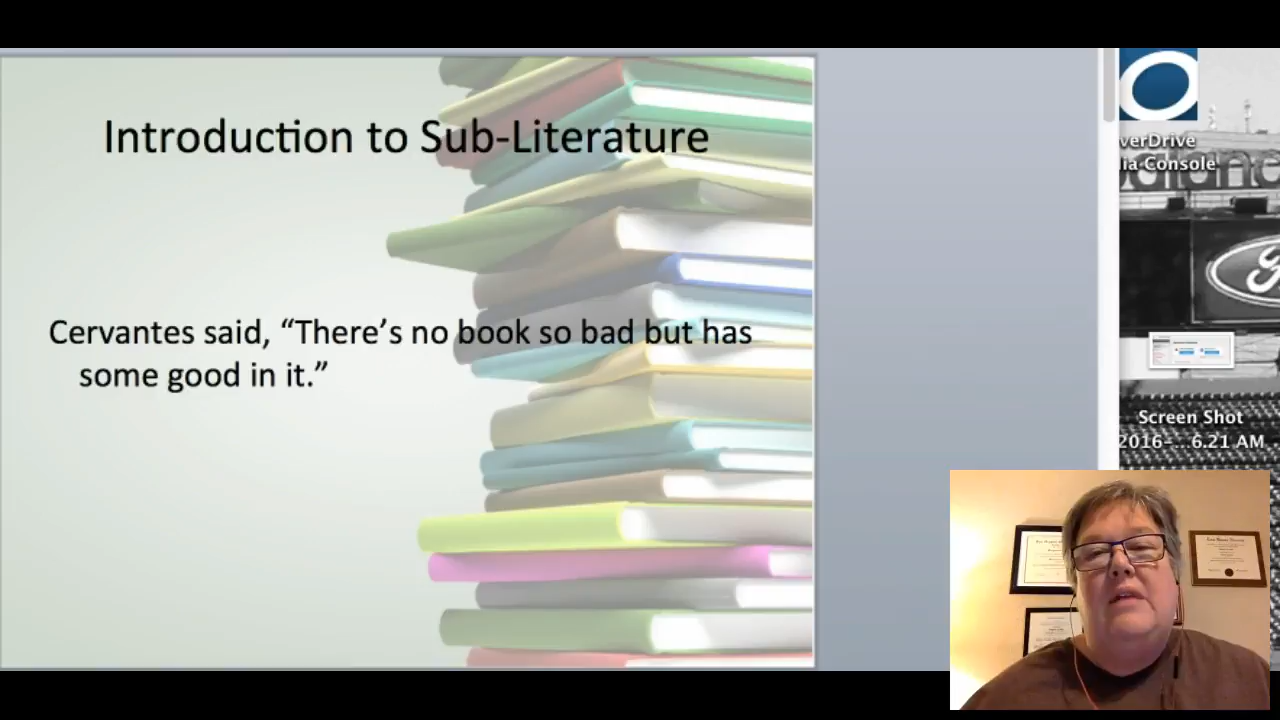 Introduction to Sub-Literature
Cervantes said, “There’s no book so bad but has
some good in it.”
verDrive
ia Console
Screen Shot
2016-...6.21 AM